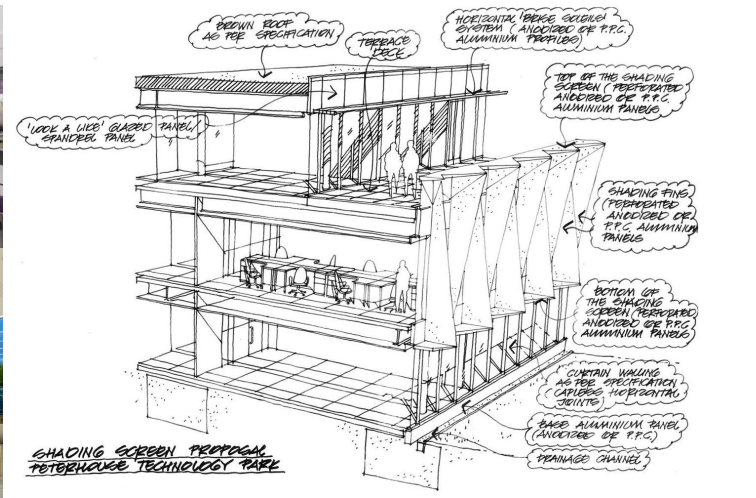 BROWN ROOF
AS PER SPECIFICATION
TERRACE
DECK
HORIZONTAL 'BRISE SOLEILS'
SYSTEM (ANODIZED OR P.P.C.
ALUMINIUM PROFILES)
TOP OF THE SHADING
SCREEN (PERFORATED
ANODIZED OR P.P.C.
ALUMINIUM PANELS
'LOOK A LIKE' GLAZED PANEL/
SPANDREL PANEL
SHADING FINS
(PERFORATED
ANODIZED OR
P.P.C. ALUMINIUM
PANELS
BOTTOM OF
THE SHADING
SCREEN (PERFORATED
ANODIZED OR P.P.C
ALUMINIUM PANELS
CURTAIN WALLING
AS PER SPECIFICATION
(CAPLESS HORIZONTAL
JOINTS)
BASE ALUMINIUM PANEL
(ANODIZED OR P.P.C.)
DRAINAGE CHANNEL
SHADING SCREEN PROPOSAL
PETERHOUSE TECHNOLOGY PARK